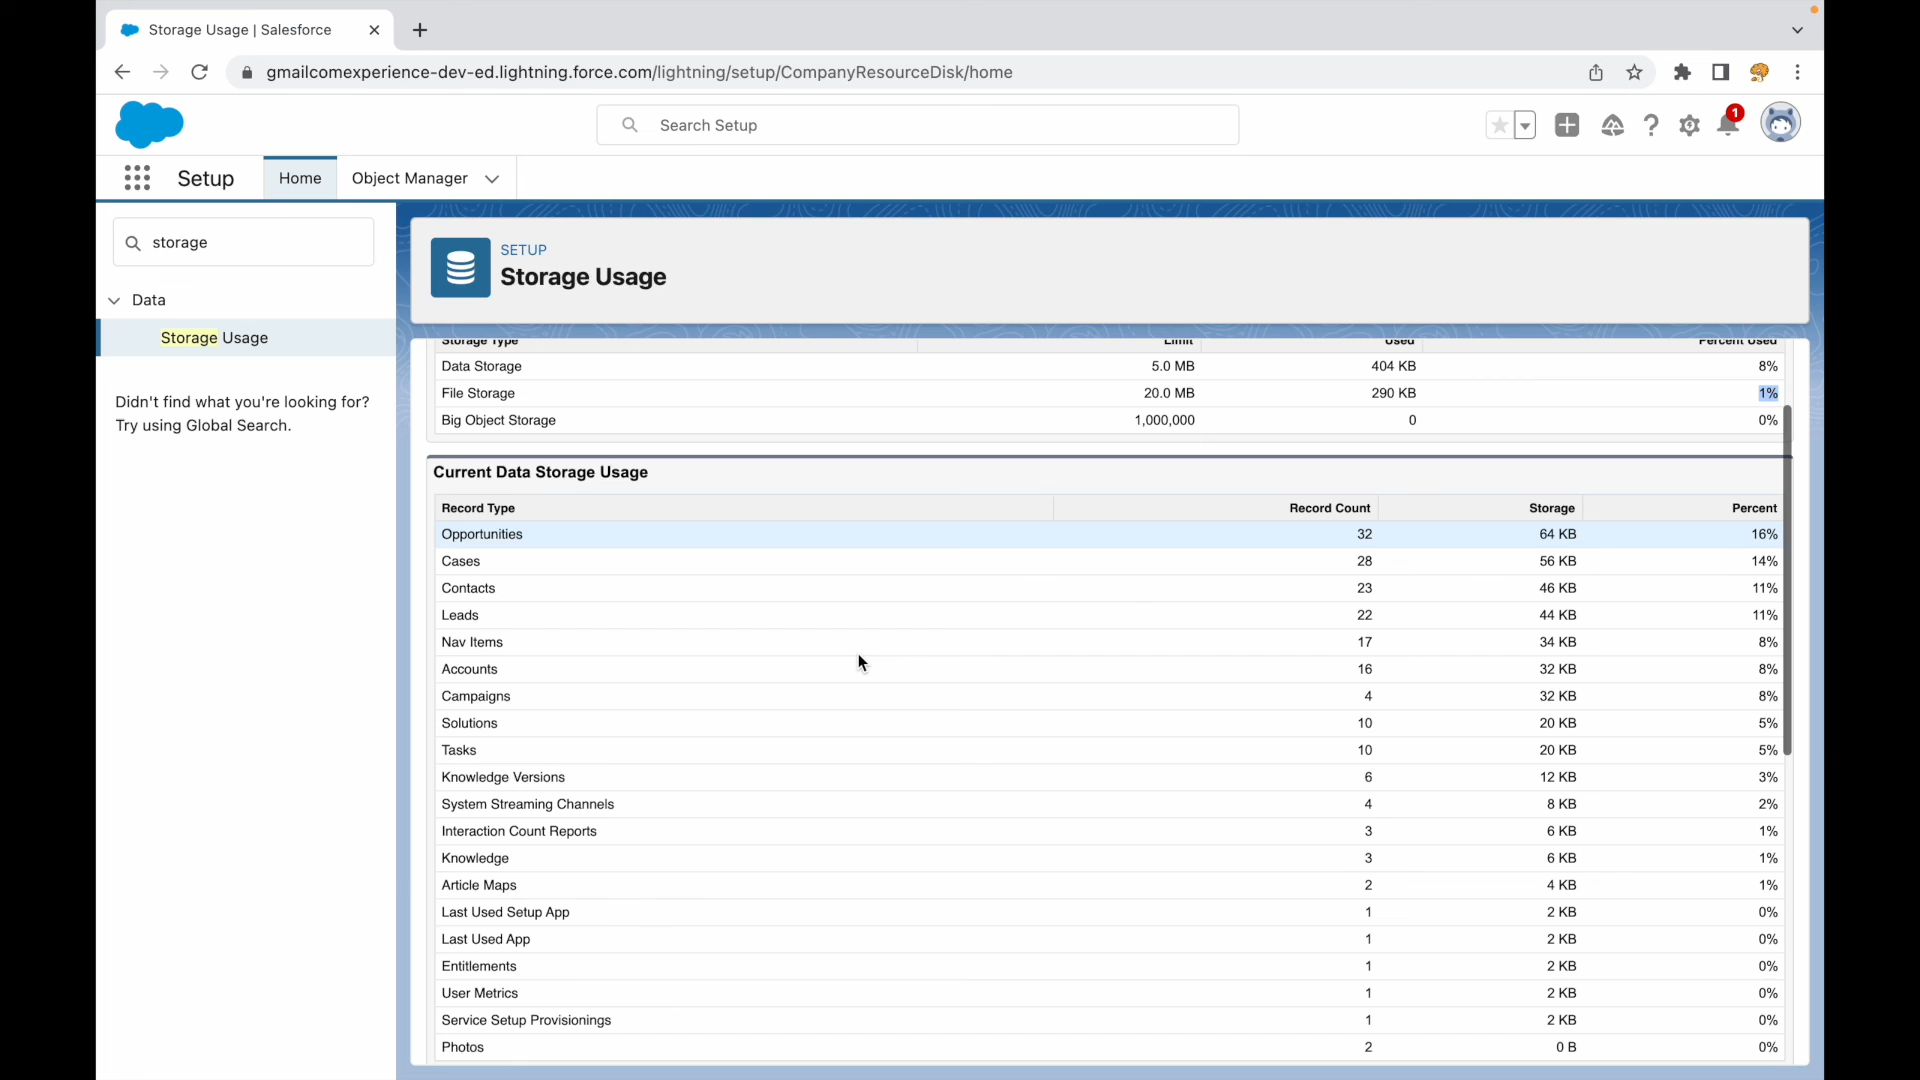 Storage Usage | Salesforce
gmailcomexperience-dev-ed.lightning.force.com/lightning/setup/CompanyResourceDisk/home
Search Setup
1
Setup
Home
Object Manager
storage
Data
Storage Usage
Didn't find what you're looking for?
Try using Global Search.
SETUP
Storage Usage
Storage Type Limit Used Percent Used
Data Storage 5.0 MB 404 KB 8%
File Storage 20.0 MB 290 KB 1%
Big Object Storage 1,000,000 0 0%
Current Data Storage Usage
Record Type Record Count Storage Percent
Opportunities 32 64 KB 16%
Cases 28 56 KB 14%
Contacts 23 46 KB 11%
Leads 22 44 KB 11%
Nav Items 17 34 KB 8%
Accounts 16 32 KB 8%
Campaigns 4 32 KB 8%
Solutions 10 20 KB 5%
Tasks 10 20 KB 5%
Knowledge Versions 6 12 KB 3%
System Streaming Channels 4 8 KB 2%
Interaction Count Reports 3 6 KB 1%
Knowledge 3 6 KB 1%
Article Maps 2 4 KB 1%
Last Used Setup App 1 2 KB 0%
Last Used App 1 2 KB 0%
Entitlements 1 2 KB 0%
User Metrics 1 2 KB 0%
Service Setup Provisionings 1 2 KB 0%
Photos 2 0 B 0%